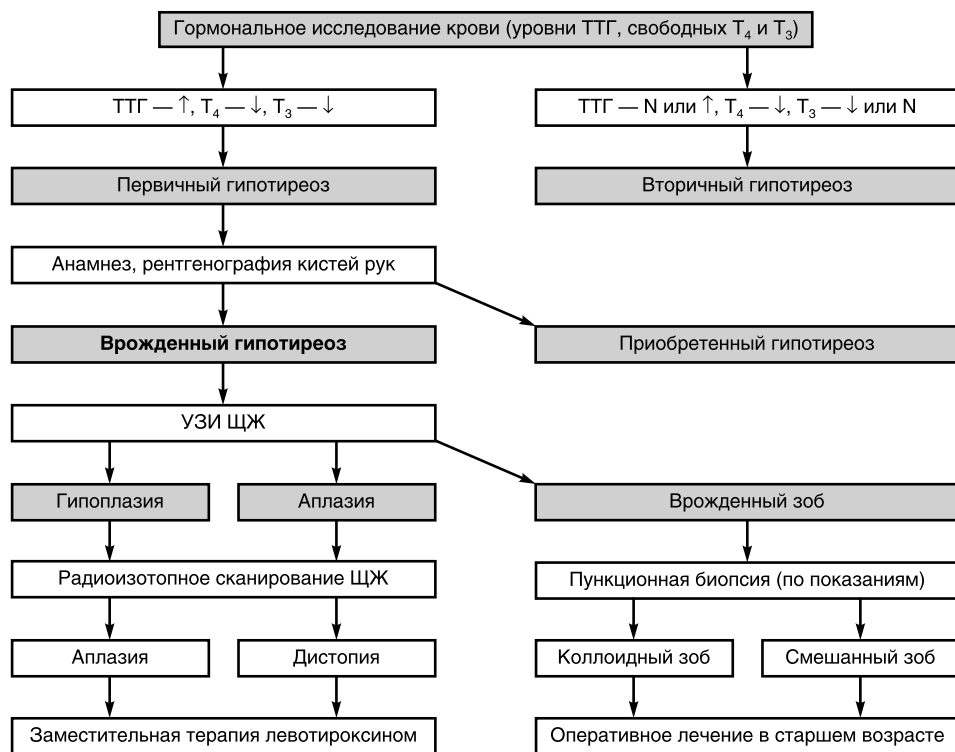 Гормональное исследование крови (уровни ТТГ, свободных T₄ и T₃)
ТТГ — ↑, T₄ — ↓, T₃ — ↓
ТТГ — N или ↑, T₄ — ↓, T₃ — ↓ или N
Первичный гипотиреоз
Вторичный гипотиреоз
Анамнез, рентгенография кистей рук
Врожденный гипотиреоз
Приобретенный гипотиреоз
УЗИ ЩЖ
Гипоплазия
Аплазия
Врожденный зоб
Радиоизотопное сканирование ЩЖ
Пункционная биопсия (по показаниям)
Аплазия
Дистопия
Коллоидный зоб
Смешанный зоб
Заместительная терапия левотироксином
Оперативное лечение в старшем возрасте